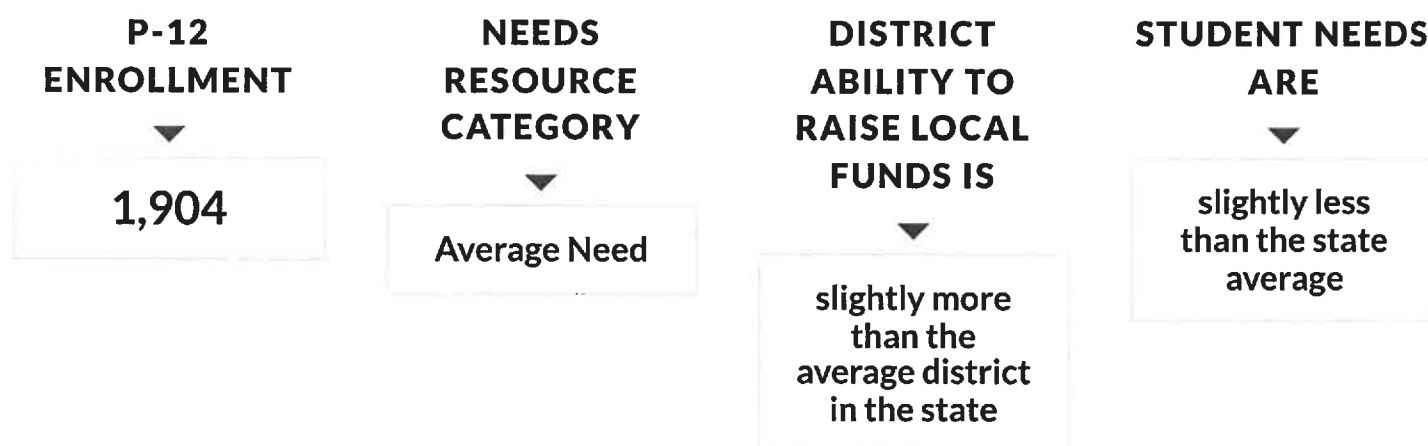 P-12
ENROLLMENT
1,904
NEEDS
RESOURCE
CATEGORY
Average Need
DISTRICT
ABILITY TO
RAISE LOCAL
FUNDS IS
slightly more
than the
average district
in the state
STUDENT NEEDS
ARE
slightly less
than the state
average